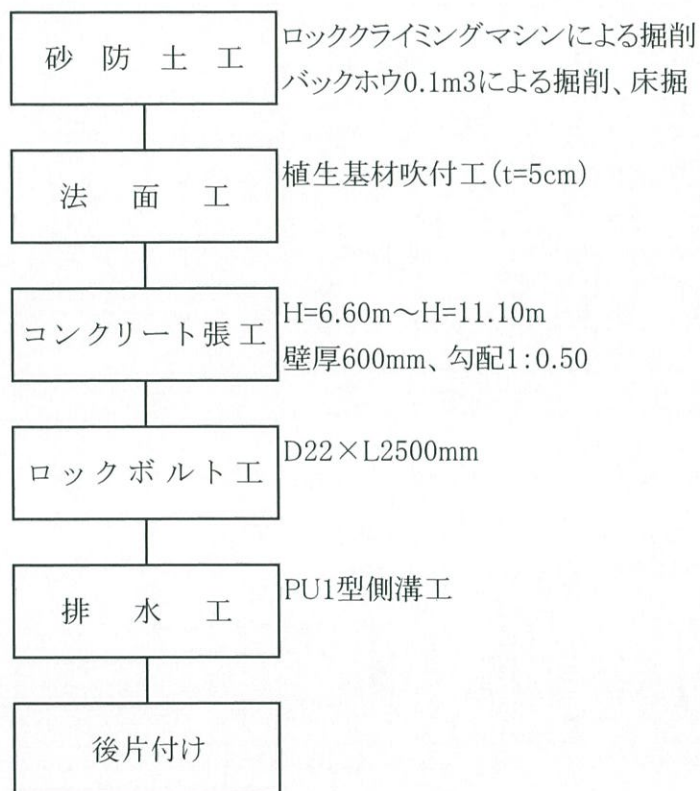 砂防土工
ロッククライミングマシンによる掘削
バックホウ0.1m3による掘削、床掘
法面工
植生基材吹付工(t=5cm)
コンクリート張工
H=6.60m～H=11.10m
壁厚600mm、勾配1:0.50
ロックボルト工
D22×L2500mm
排水工
PU1型側溝工
後片付け